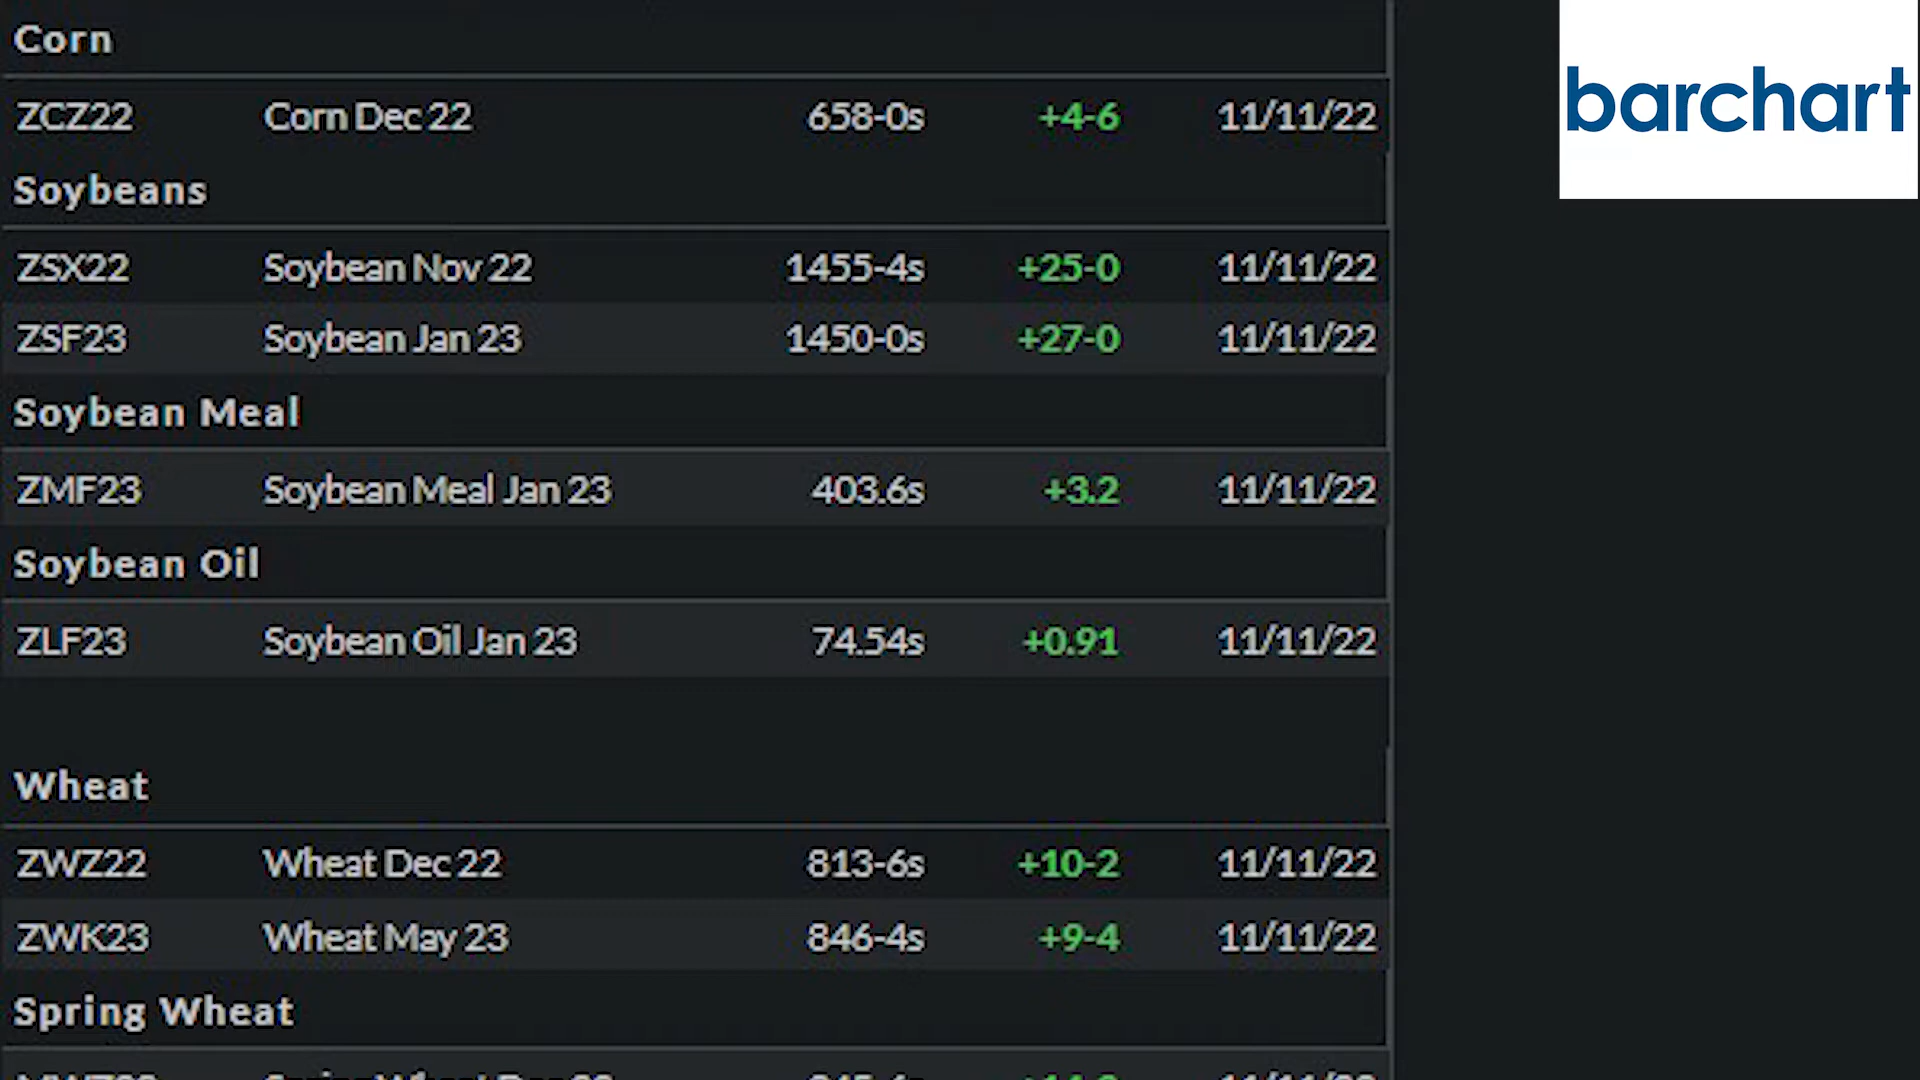 Corn
barchart
ZCZ22 Corn Dec 22 658-0s +4-6 11/11/22
Soybeans
ZSX22 Soybean Nov 22 1455-4s +25-0 11/11/22
ZSF23 Soybean Jan 23 1450-0s +27-0 11/11/22
Soybean Meal
ZMF23 Soybean Meal Jan 23 403.6s +3.2 11/11/22
Soybean Oil
ZLF23 Soybean Oil Jan 23 74.54s +0.91 11/11/22
Wheat
ZWZ22 Wheat Dec 22 813-6s +10-2 11/11/22
ZWK23 Wheat May 23 846-4s +9-4 11/11/22
Spring Wheat